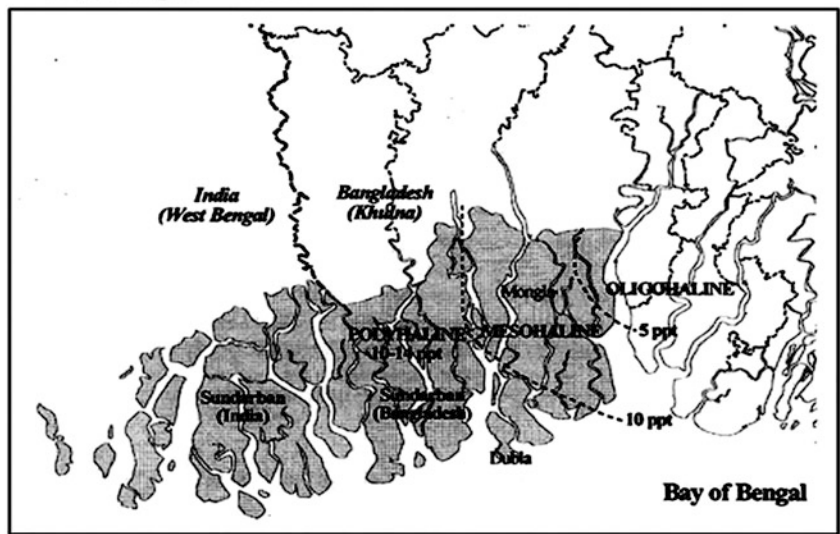 India
(West Bengal)
Bangladesh
(Khulna)
Mongla
OLIGOHALINE
POLYHALINE
10-14 ppt
MESOHALINE
5 ppt
Sundarban
(India)
Sundarban
(Bangladesh)
10 ppt
Dubla
Bay of Bengal